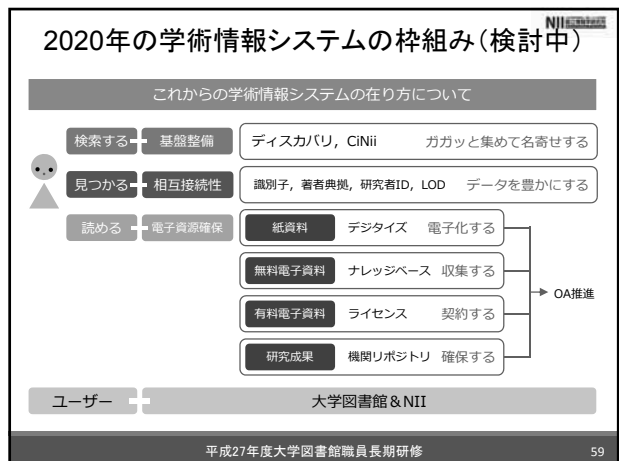 NII
2020年の学術情報システムの枠組み（検討中）
これからの学術情報システムの在り方について
検索する 基盤整備 ディスカバリ，CiNii ガガッと集めて名寄せする
見つかる 相互接続性 識別子，著者典拠，研究者ID，LOD データを豊かにする
読める 電子資源確保 紙資料 デジタイズ 電子化する
無料電子資料 ナレッジベース 収集する
OA推進
有料電子資料 ライセンス 契約する
研究成果 機関リポジトリ 確保する
ユーザー 大学図書館＆NII
平成27年度大学図書館職員長期研修 59